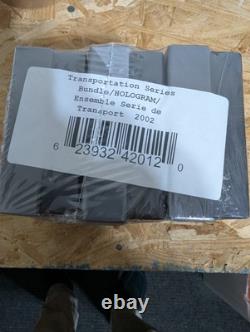 Transportation Series
Bundle/HOLOGRAM/
Ensemble Serie de
Transport 2002
6 23932 42012 0